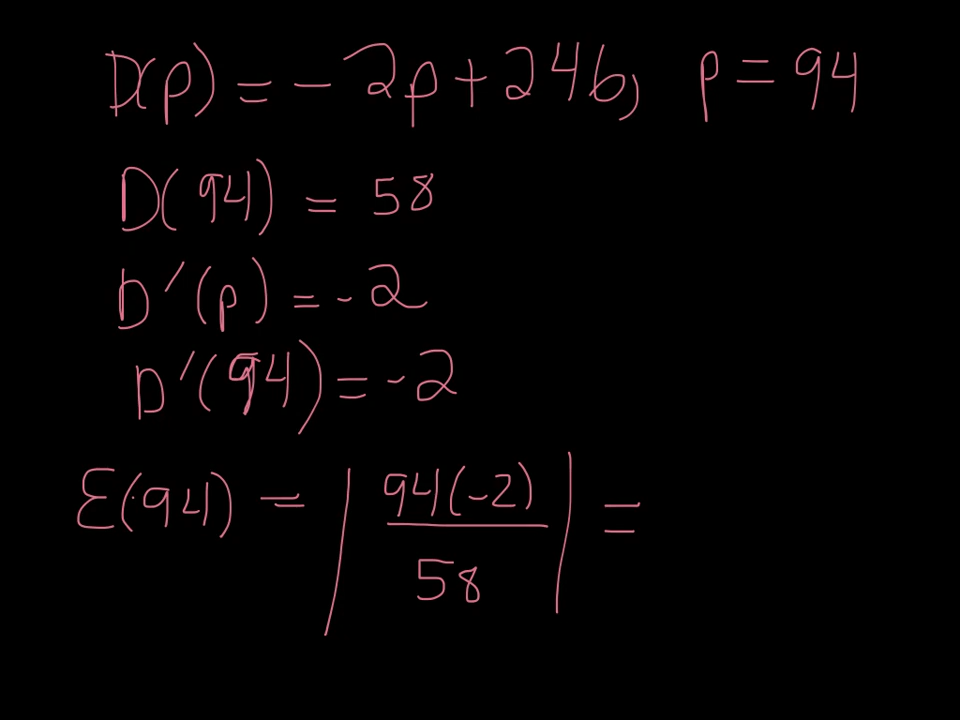 D(p) = - 2p + 246, p = 94
D(94) = 58
D'(p) = -2
D'(94) = -2
E(94) = | 94(-2) / 58 | =